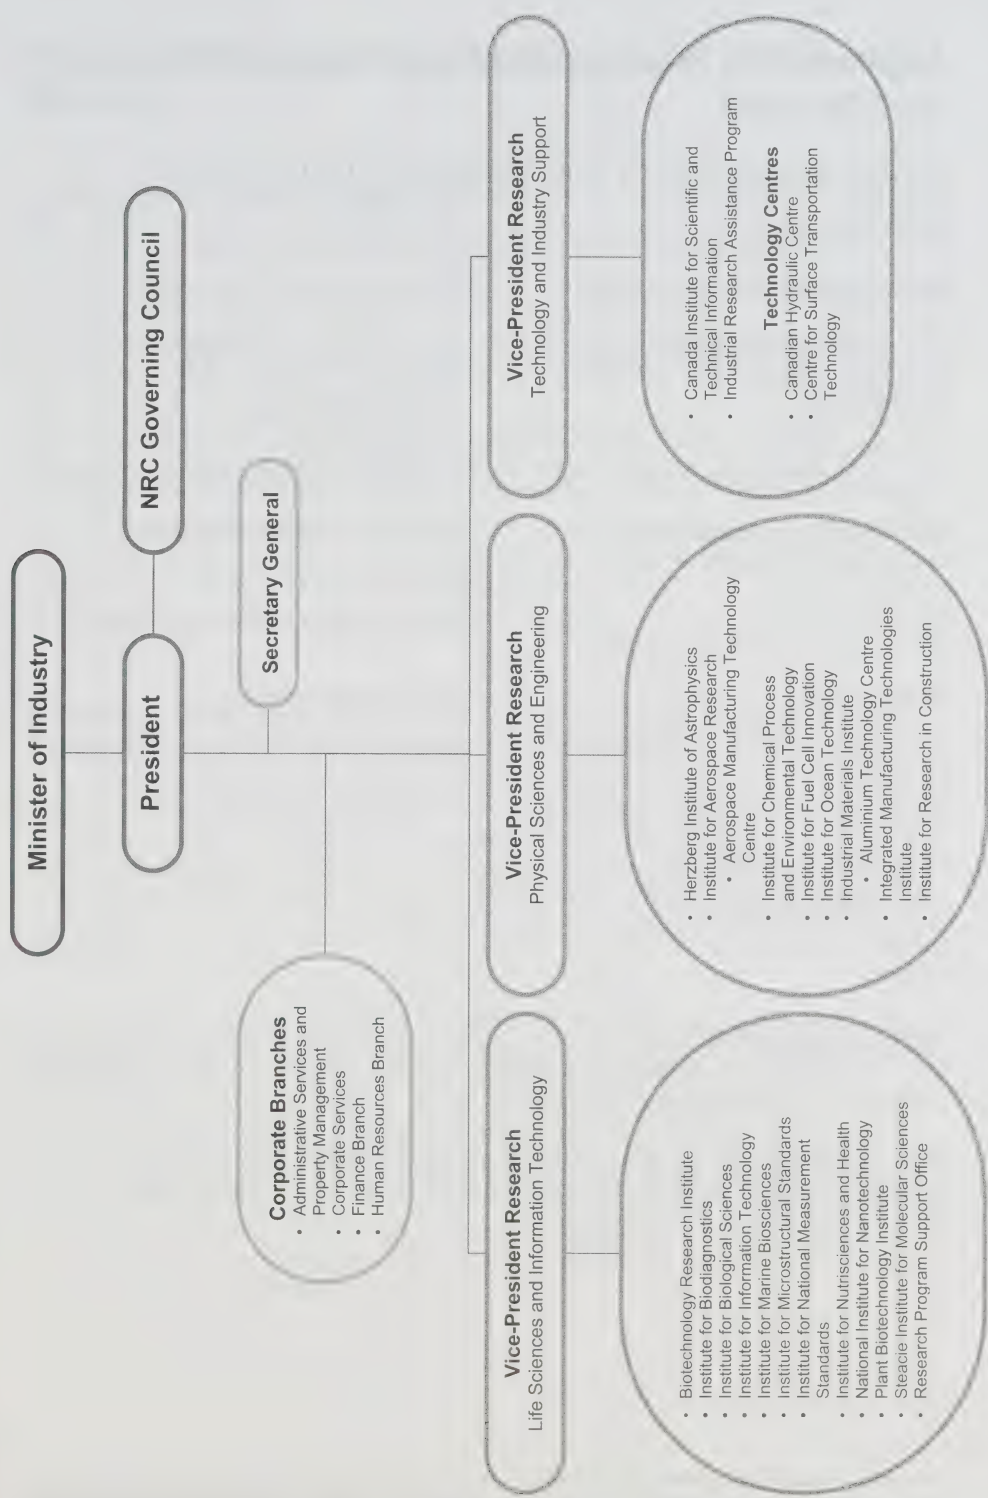 Minister of Industry
President
NRC Governing Council
Secretary General
Corporate Branches
• Administrative Services and
Property Management
• Corporate Services
• Finance Branch
• Human Resources Branch
Vice-President Research
Life Sciences and Information Technology
• Biotechnology Research Institute
• Institute for Biodiagnostics
• Institute for Biological Sciences
• Institute for Information Technology
• Institute for Marine Biosciences
• Institute for Microstructural Standards
• Institute for National Measurement
Standards
• Institute for Nutrisciences and Health
• National Institute for Nanotechnology
• Plant Biotechnology Institute
• Steacie Institute for Molecular Sciences
• Research Program Support Office
Vice-President Research
Physical Sciences and Engineering
• Herzberg Institute of Astrophysics
• Institute for Aerospace Research
• Aerospace Manufacturing Technology
Centre
• Institute for Chemical Process
and Environmental Technology
• Institute for Fuel Cell Innovation
• Institute for Ocean Technology
• Industrial Materials Institute
• Aluminium Technology Centre
• Integrated Manufacturing Technologies
Institute
• Institute for Research in Construction
Vice-President Research
Technology and Industry Support
• Canada Institute for Scientific and
Technical Information
• Industrial Research Assistance Program
Technology Centres
• Canadian Hydraulic Centre
• Centre for Surface Transportation
Technology